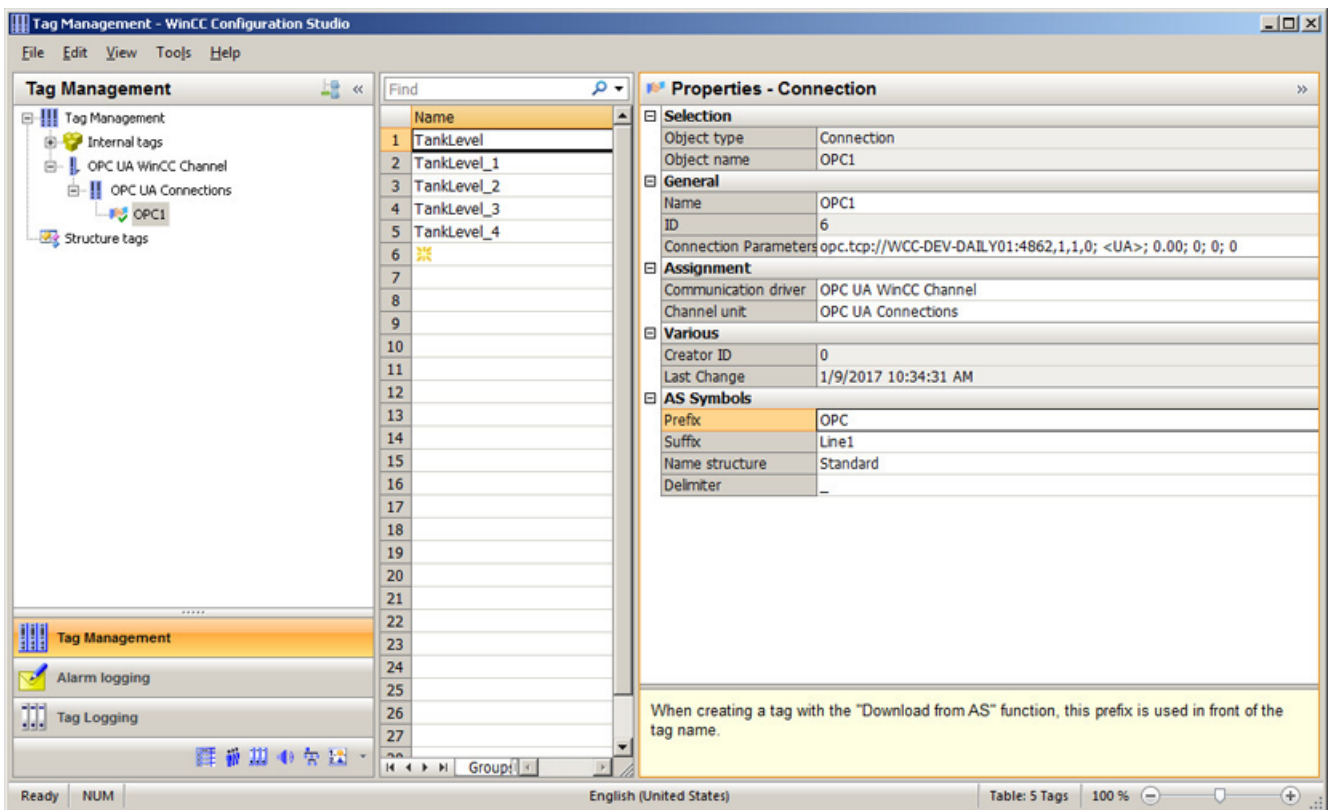 Tag Management - WinCC Configuration Studio
File Edit View Tools Help
Tag Management «
Tag Management
Internal tags
OPC UA WinCC Channel
OPC UA Connections
OPC1
Structure tags
Tag Management
Alarm logging
Tag Logging
Find
Name
1 TankLevel
2 TankLevel_1
3 TankLevel_2
4 TankLevel_3
5 TankLevel_4
6
7
8
9
10
11
12
13
14
15
16
17
18
19
20
21
22
23
24
25
26
27
Groups
Properties - Connection »
Selection
Object type Connection
Object name OPC1
General
Name OPC1
ID 6
Connection Parameters opc.tcp://WCC-DEV-DAILY01:4862,1,1,0; <UA>; 0.00; 0; 0; 0
Assignment
Communication driver OPC UA WinCC Channel
Channel unit OPC UA Connections
Various
Creator ID 0
Last Change 1/9/2017 10:34:31 AM
AS Symbols
Prefix OPC
Suffix Line1
Name structure Standard
Delimiter _
When creating a tag with the "Download from AS" function, this prefix is used in front of the
tag name.
Ready NUM English (United States) Table: 5 Tags 100 %